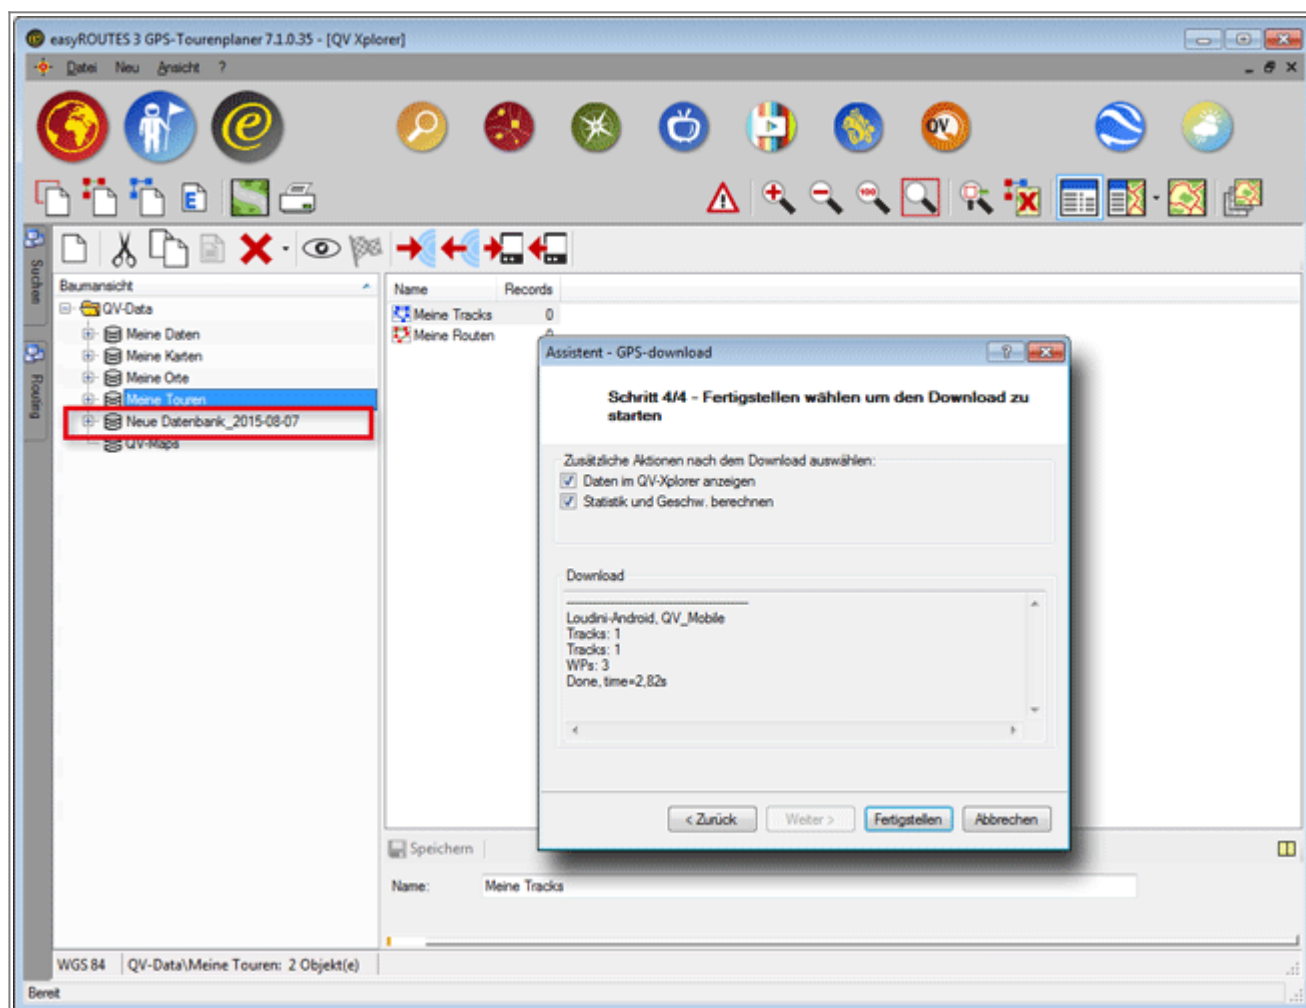 easyROUTES 3 GPS-Tourenplaner 7.1.0.35 - [QV Xplorer]
Datei Neu Ansicht ?
e
QV
E
100
Suchen
Routing
Baumansicht
QV-Data
Meine Daten
Meine Karten
Meine Orte
Meine Touren
Neue Datenbank_2015-08-07
QV-Maps
Name Records
Meine Tracks 0
Meine Routen 0
Assistent - GPS-download
Schritt 4/4 - Fertigstellen wählen um den Download zu
starten
Zusätzliche Aktionen nach dem Download auswählen:
Daten im QV-Xplorer anzeigen
Statistik und Geschw. berechnen
Download
Loudini-Android, QV_Mobile
Tracks: 1
Tracks: 1
WPs: 3
Done, time=2,82s
< Zurück Weiter > Fertigstellen Abbrechen
Speichern
Name: Meine Tracks
WGS 84 QV-Data\Meine Touren: 2 Objekt(e)
Bereit